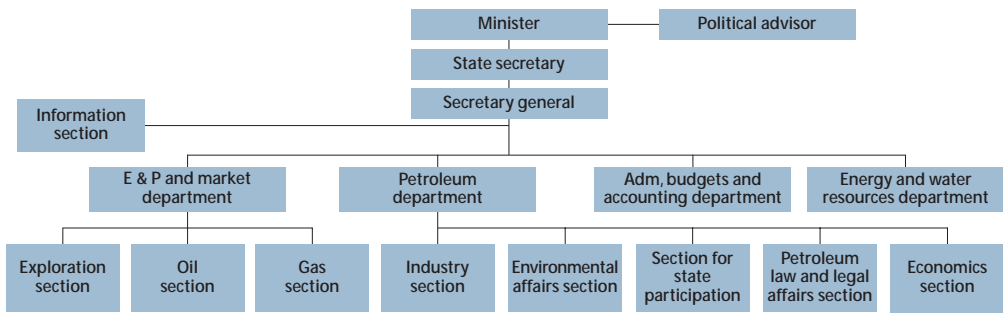 Minister
Political advisor
State secretary
Secretary general
Information
section
E & P and market
department
Petroleum
department
Adm, budgets and
accounting department
Energy and water
resources department
Exploration
section
Oil
section
Gas
section
Industry
section
Environmental
affairs section
Section for
state
participation
Petroleum
law and legal
affairs section
Economics
section